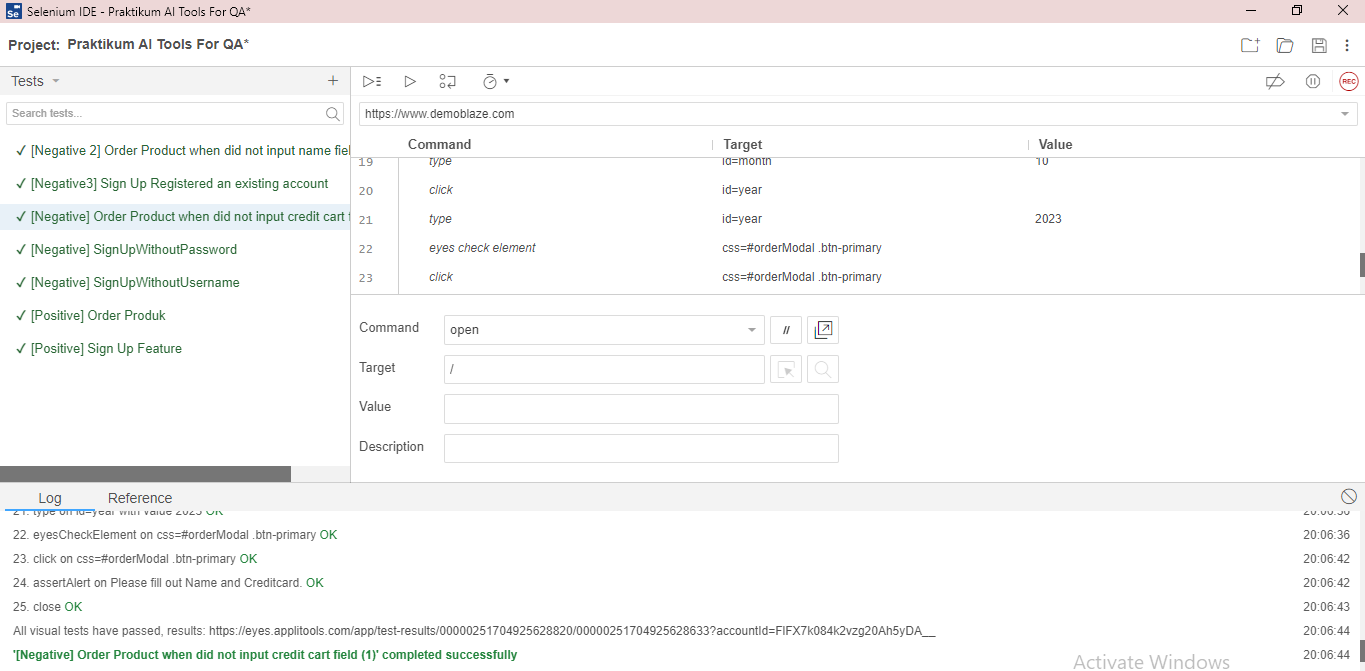 Selenium IDE - Praktikum AI Tools For QA*
Project: Praktikum AI Tools For QA*
Tests
REC
Search tests...
https://www.demoblaze.com
Command Target Value
✓ [Negative 2] Order Product when did not input name fiel
✓ [Negative3] Sign Up Registered an existing account
✓ [Negative] Order Product when did not input credit cart
✓ [Negative] SignUpWithoutPassword
✓ [Negative] SignUpWithoutUsername
✓ [Positive] Order Produk
✓ [Positive] Sign Up Feature
19 type id=month 10
20 click id=year
21 type id=year 2023
22 eyes check element css=#orderModal .btn-primary
23 click css=#orderModal .btn-primary
Command open //
Target /
Value
Description
Log Reference
21. type on id=year with value 2023 OK 20:06:36
22. eyesCheckElement on css=#orderModal .btn-primary OK 20:06:36
23. click on css=#orderModal .btn-primary OK 20:06:42
24. assertAlert on Please fill out Name and Creditcard. OK 20:06:42
25. close OK 20:06:43
All visual tests have passed, results: https://eyes.applitools.com/app/test-results/00000251704925628820/00000251704925628633?accountId=FIFX7k084k2vzg20Ah5yDA__ 20:06:44
'[Negative] Order Product when did not input credit cart field (1)' completed successfully 20:06:44
Activate Windows